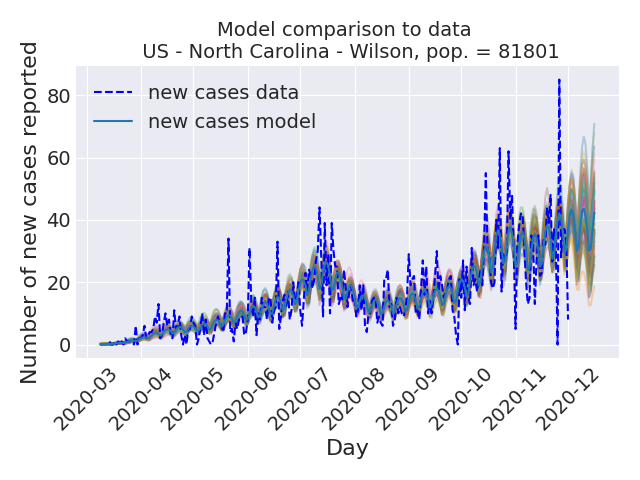 Model comparison to data
US - North Carolina - Wilson, pop. = 81801
Number of new cases reported
80
60
40
20
0
new cases data
new cases model
2020-03
2020-04
2020-05
2020-06
2020-07
2020-08
2020-09
2020-10
2020-11
2020-12
Day